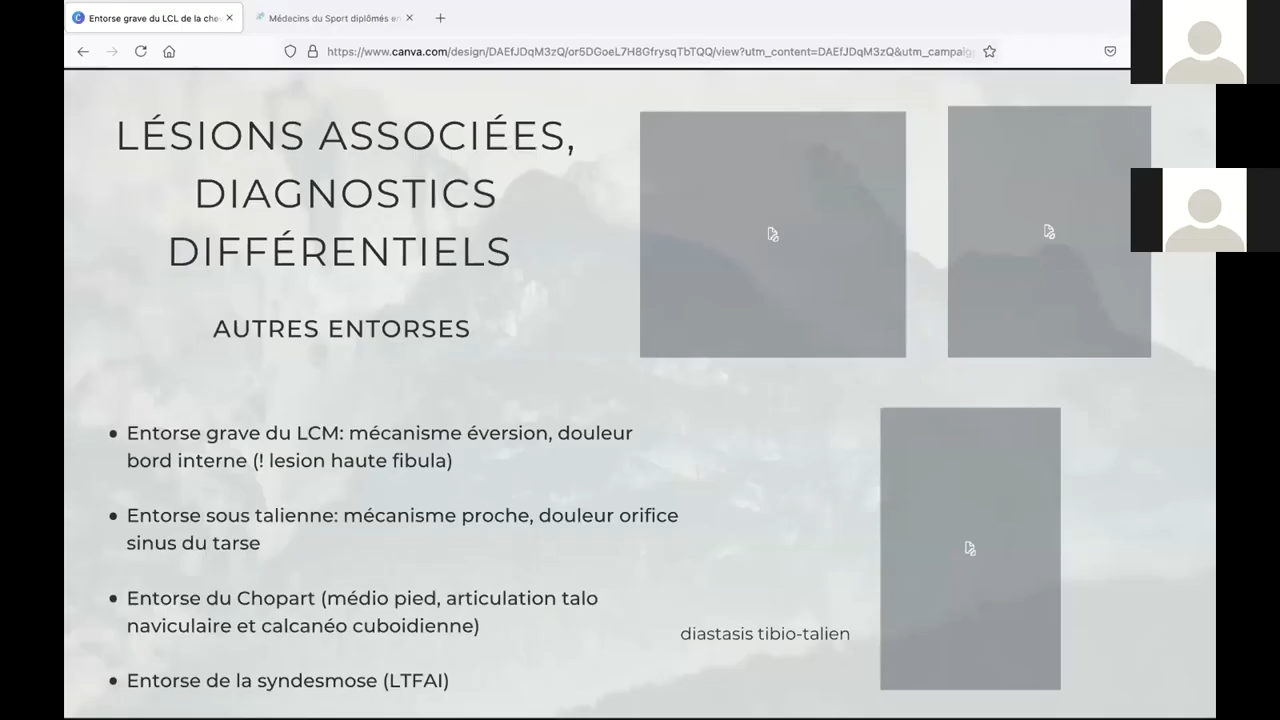 Entorse grave du LCL de la chev
Médecins du Sport diplômés en
https://www.canva.com/design/DAEfJDqM3zQ/or5DGoeL7H8GfrysqTbTQQ/view?utm_content=DAEfJDqM3zQ&utm_campaig
LÉSIONS ASSOCIÉES,
DIAGNOSTICS
DIFFÉRENTIELS
AUTRES ENTORSES
• Entorse grave du LCM: mécanisme éversion, douleur
bord interne (! lesion haute fibula)
• Entorse sous talienne: mécanisme proche, douleur orifice
sinus du tarse
• Entorse du Chopart (médio pied, articulation talo
naviculaire et calcanéo cuboidienne)
diastasis tibio-talien
• Entorse de la syndesmose (LTFAI)